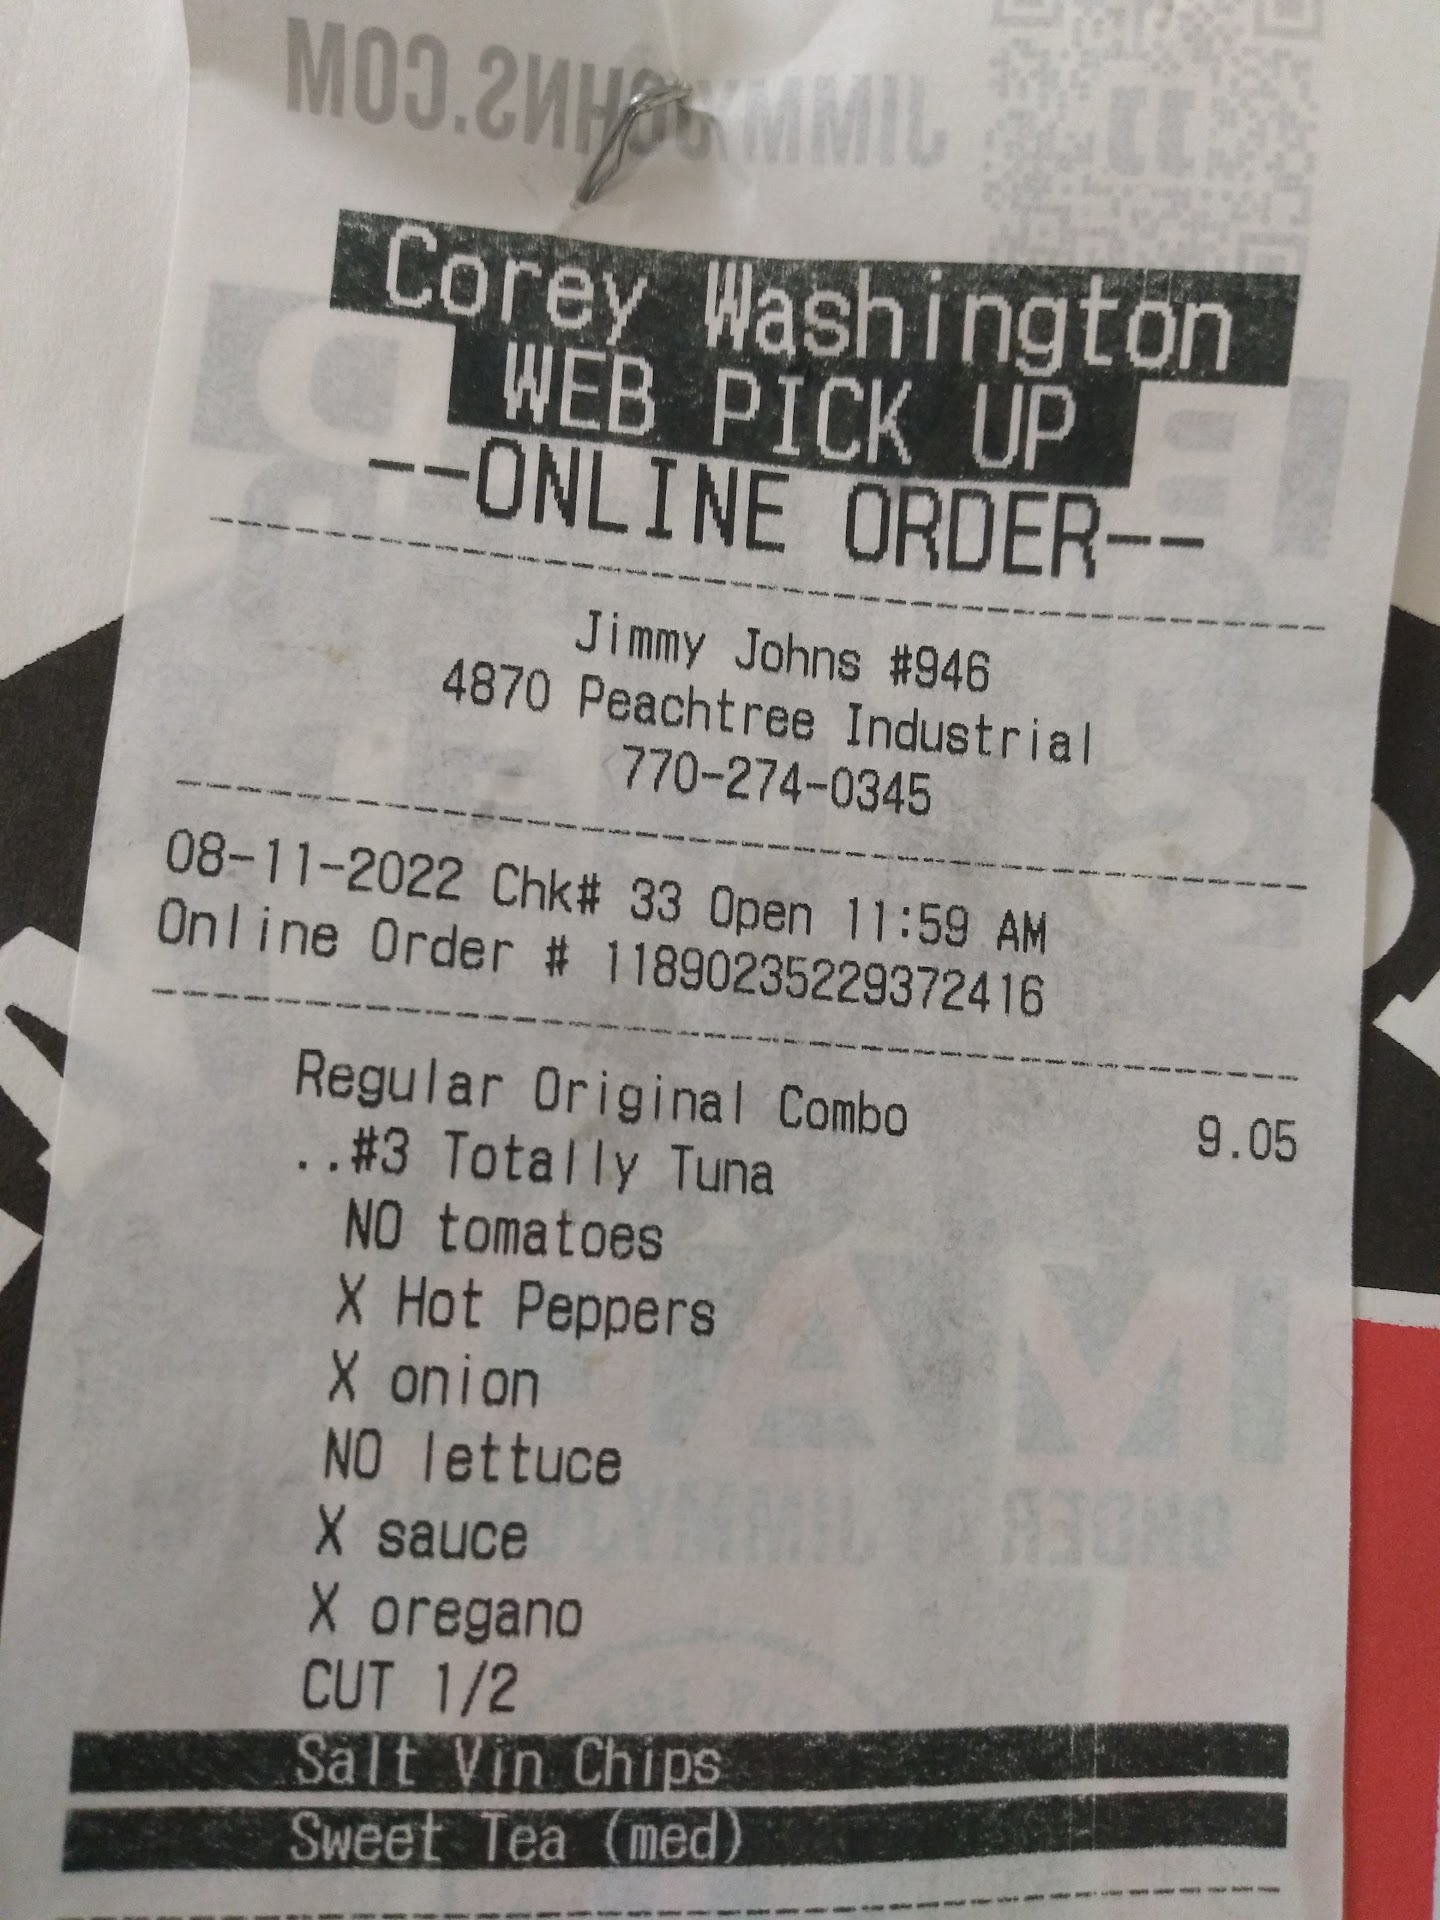 JIMMYJOHNS.COM
JJ
Corey Washington
WEB PICK UP
--ONLINE ORDER--
Jimmy Johns #946
4870 Peachtree Industrial
770-274-0345
08-11-2022 Chk# 33 Open 11:59 AM
Online Order # 11890235229372416
Regular Original Combo 9.05
..#3 Totally Tuna
NO tomatoes
X Hot Peppers
X onion
NO lettuce
X sauce
X oregano
CUT 1/2
Salt Vin Chips
Sweet Tea (med)